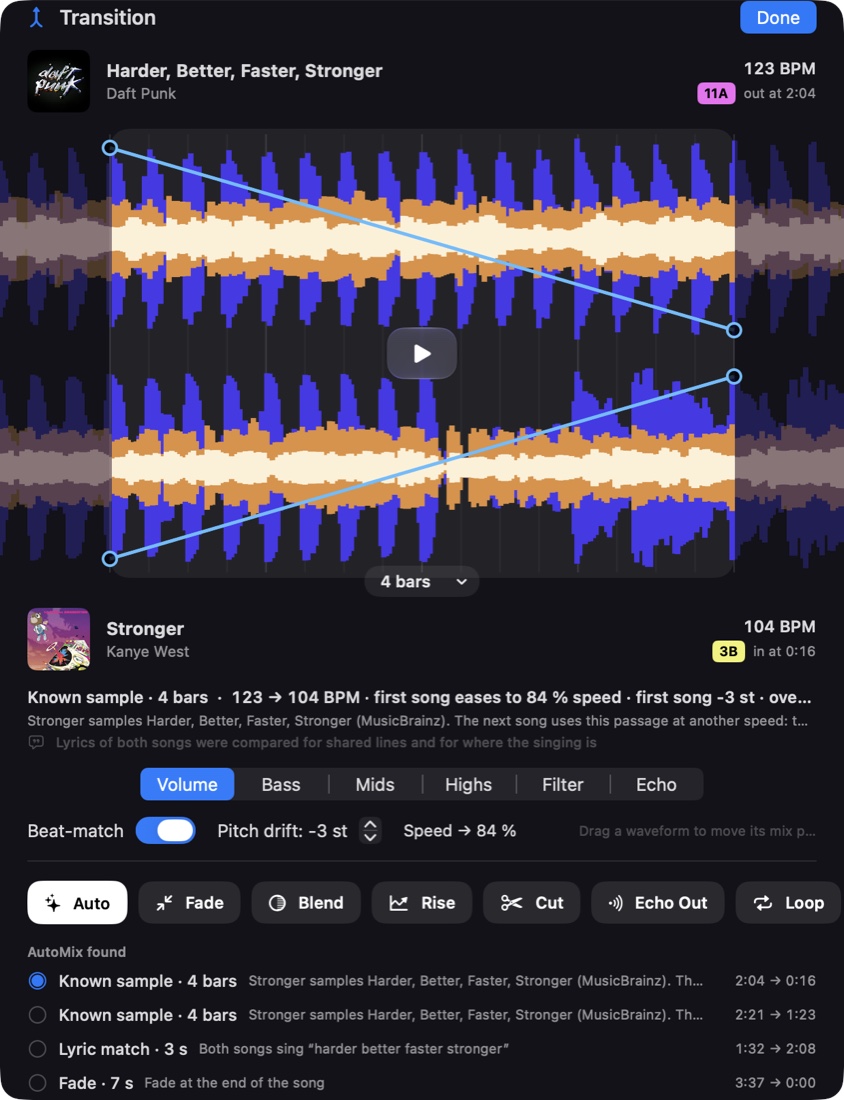 Transition
Done
daft punk
Harder, Better, Faster, Stronger
123 BPM
Daft Punk
11A out at 2:04
4 bars
Stronger
104 BPM
Kanye West
3B in at 0:16
Known sample · 4 bars · 123 → 104 BPM · first song eases to 84 % speed · first song -3 st · ove...
Stronger samples Harder, Better, Faster, Stronger (MusicBrainz). The next song uses this passage at another speed: t...
Lyrics of both songs were compared for shared lines and for where the singing is
Volume Bass Mids Highs Filter Echo
Beat-match Pitch drift: -3 st Speed → 84 % Drag a waveform to move its mix p...
Auto Fade Blend Rise Cut Echo Out Loop
AutoMix found
Known sample · 4 bars Stronger samples Harder, Better, Faster, Stronger (MusicBrainz). Th... 2:04 → 0:16
Known sample · 4 bars Stronger samples Harder, Better, Faster, Stronger (MusicBrainz). Th... 2:21 → 1:23
Lyric match · 3 s Both songs sing “harder better faster stronger” 1:32 → 2:08
Fade · 7 s Fade at the end of the song 3:37 → 0:00